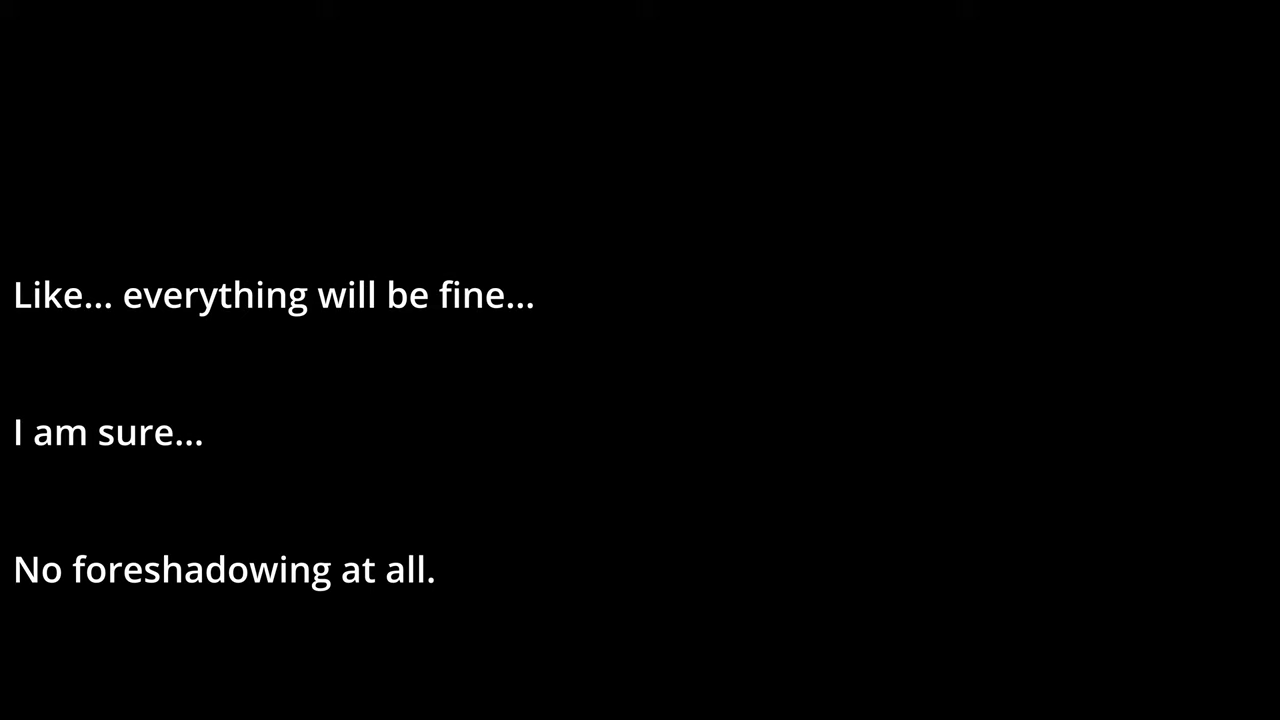 Like... everything will be fine...
I am sure...
No foreshadowing at all.